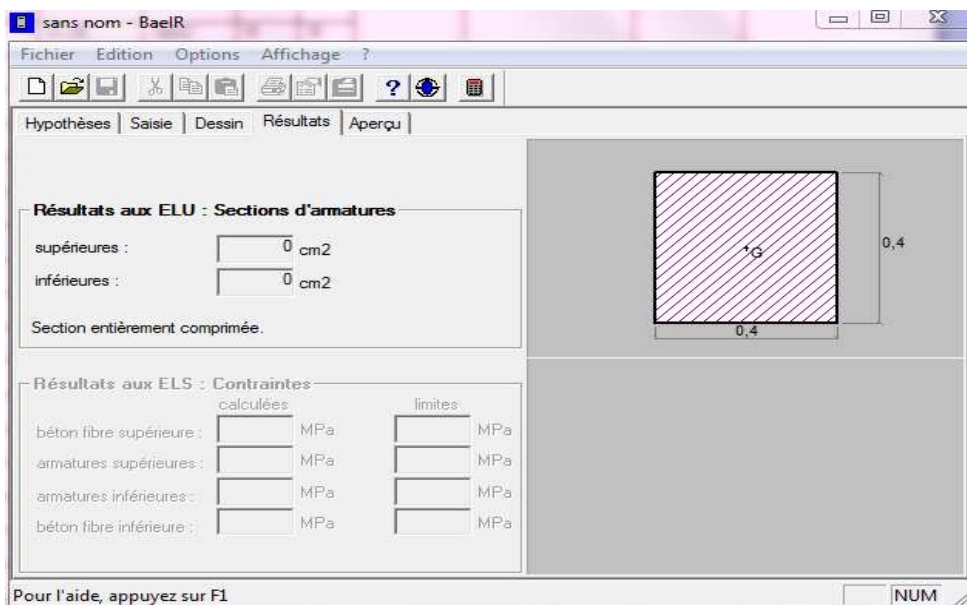 sans nom - BaelR
Fichier Edition Options Affichage ?
Hypothèses Saisie Dessin Résultats Aperçu
Résultats aux ELU : Sections d'armatures
supérieures : 0 cm2
inférieures : 0 cm2
Section entièrement comprimée.
G
0,4
0,4
Résultats aux ELS : Contraintes
calculées limites
béton fibre supérieure : MPa MPa
armatures supérieures : MPa MPa
armatures inférieures : MPa MPa
béton fibre inférieure : MPa MPa
Pour l'aide, appuyez sur F1 NUM